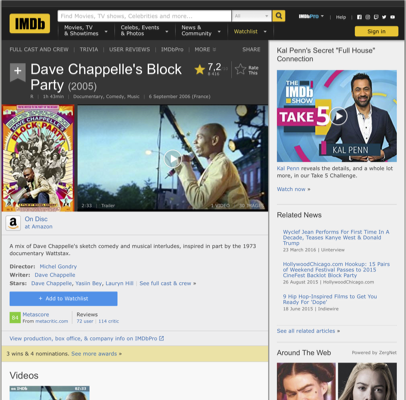 IMDb
Find Movies, TV shows, Celebrities and more...
All
IMDbPro
Help
Movies, TV
& Showtimes
Celebs, Events
& Photos
News &
Community
Watchlist
Sign in
FULL CAST AND CREW | TRIVIA | USER REVIEWS | IMDbPro | MORE
SHARE
Dave Chappelle's Block
Party (2005)
7,2
Rate
This
R | 1h 43min | Documentary, Comedy, Music | 6 September 2006 (France)
DAVE CHAPPELLE'S
BLOCK PARTY
2:33 | Trailer
On Disc
at Amazon
A mix of Dave Chappelle's sketch comedy and musical interludes, inspired in part by the 1973
documentary Wattstax.
Director: Michel Gondry
Writer: Dave Chappelle
Stars: Dave Chappelle, Yasiin Bey, Lauryn Hill | See full cast & crew »
+ Add to Watchlist
84
Metascore
From metacritic.com
Reviews
72 user | 114 critic
View production, box office, & company info on IMDbPro
3 wins & 4 nominations. See more awards »
Videos
Kal Penn's Secret "Full House"
Connection
THE
IMDb
SHOW
TAKE 5
KAL PENN
Kal Penn reveals the details, and a whole lot
more, in our Take 5 Challenge.
Watch now »
Related News
Wyclef Jean Performs For First Time In A
Decade, Teases Kanye West & Donald
Trump
23 March 2016 | Uinterview
HollywoodChicago.com Hookup: 15 Pairs
of Weekend Festival Passes to 2015
CineFest Backlot Block Party
26 August 2015 | HollywoodChicago.com
9 Hip Hop-Inspired Films to Get You
Ready For 'Dope'
18 June 2015 | Indiewire
See all related articles »
Around The Web
Powered by ZergNet